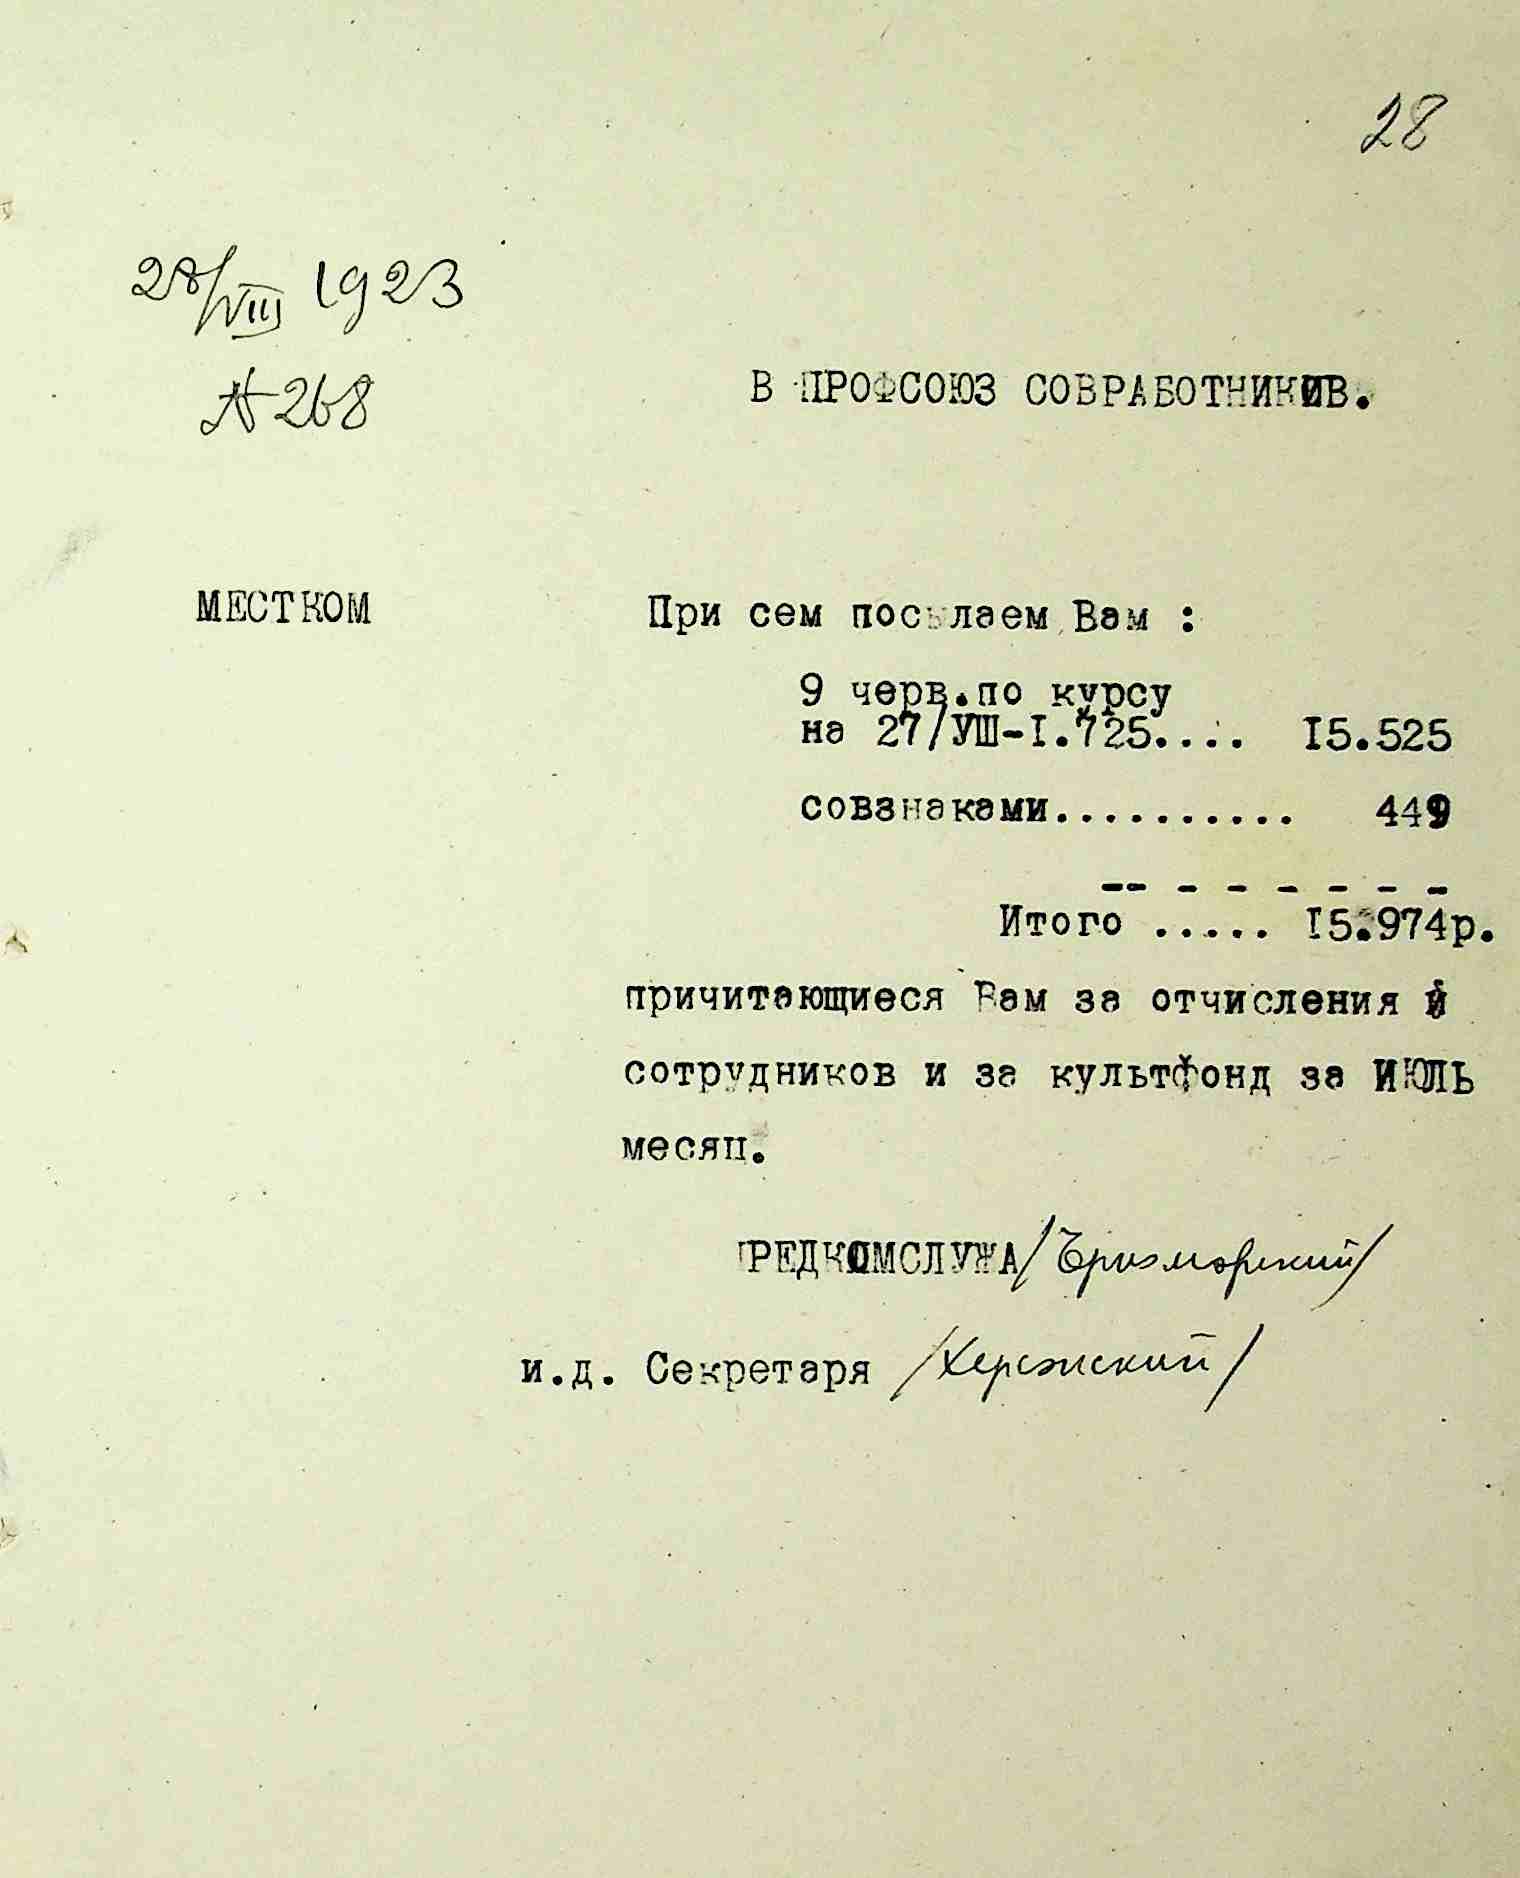 28
28/VIII 1923
№ 268
В ПРОФСОЮЗ СОВРАБОТНИКОВ.
МЕСТКОМ
При сем посылаем Вам :
9 черв.по курсу
на 27/УШ-I.725.... I5.525
совзнаками.......... 449
-- - - - - - -
Итого ..... I5.974р.
причитающиеся Вам за отчисления и
сотрудников и за культфонд за ИЮЛЬ
месяц.
ПРЕДКОМСЛУЖА
и.д. Секретаря